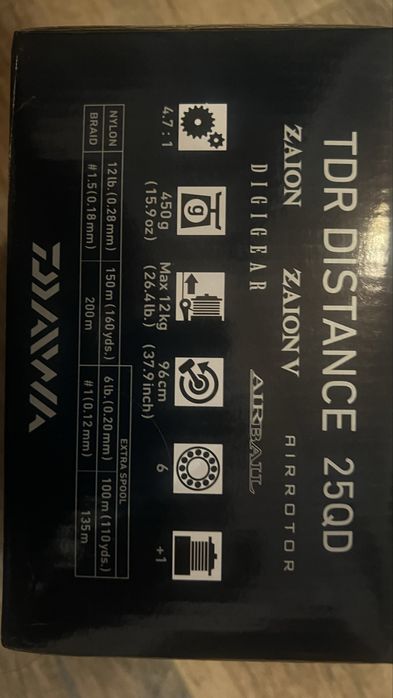 TDR DISTANCE 25QD
ZAION ZAION V AIRROTOR
DIGIGEAR AIRBAIL
4.7 : 1
g
450g
(15.9oz)
Max 12kg
(26.4lb.)
96cm
(37.9inch)
6
+1
EXTRA SPOOL
NYLON 12lb.(0.28mm) 150m(160yds.) 6lb.(0.20mm) 100m(110yds.)
BRAID #1.5(0.18mm) 200m #1(0.12mm) 135m
DAIWA